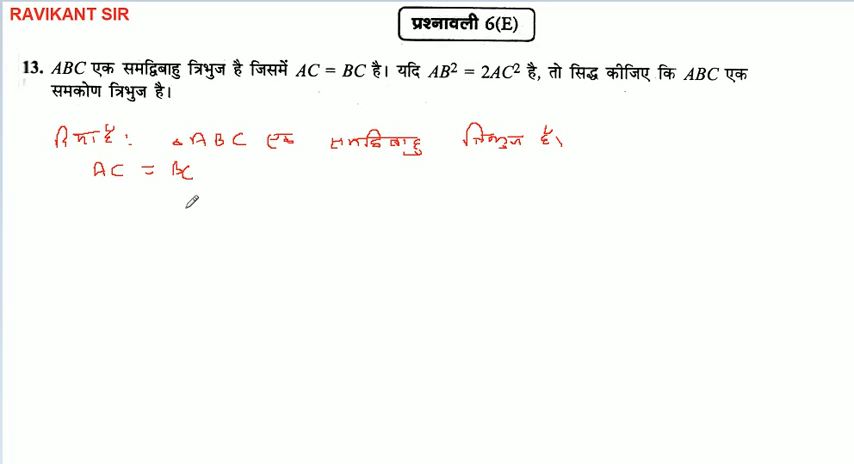 RAVIKANT SIR
प्रश्नावली 6(E)
13. ABC एक समद्विबाहु त्रिभुज है जिसमें AC = BC है। यदि AB² = 2AC² है, तो सिद्ध कीजिए कि ABC एक
समकोण त्रिभुज है।
दिया है: △ABC एक समद्विबाहु त्रिभुज है।
AC = BC